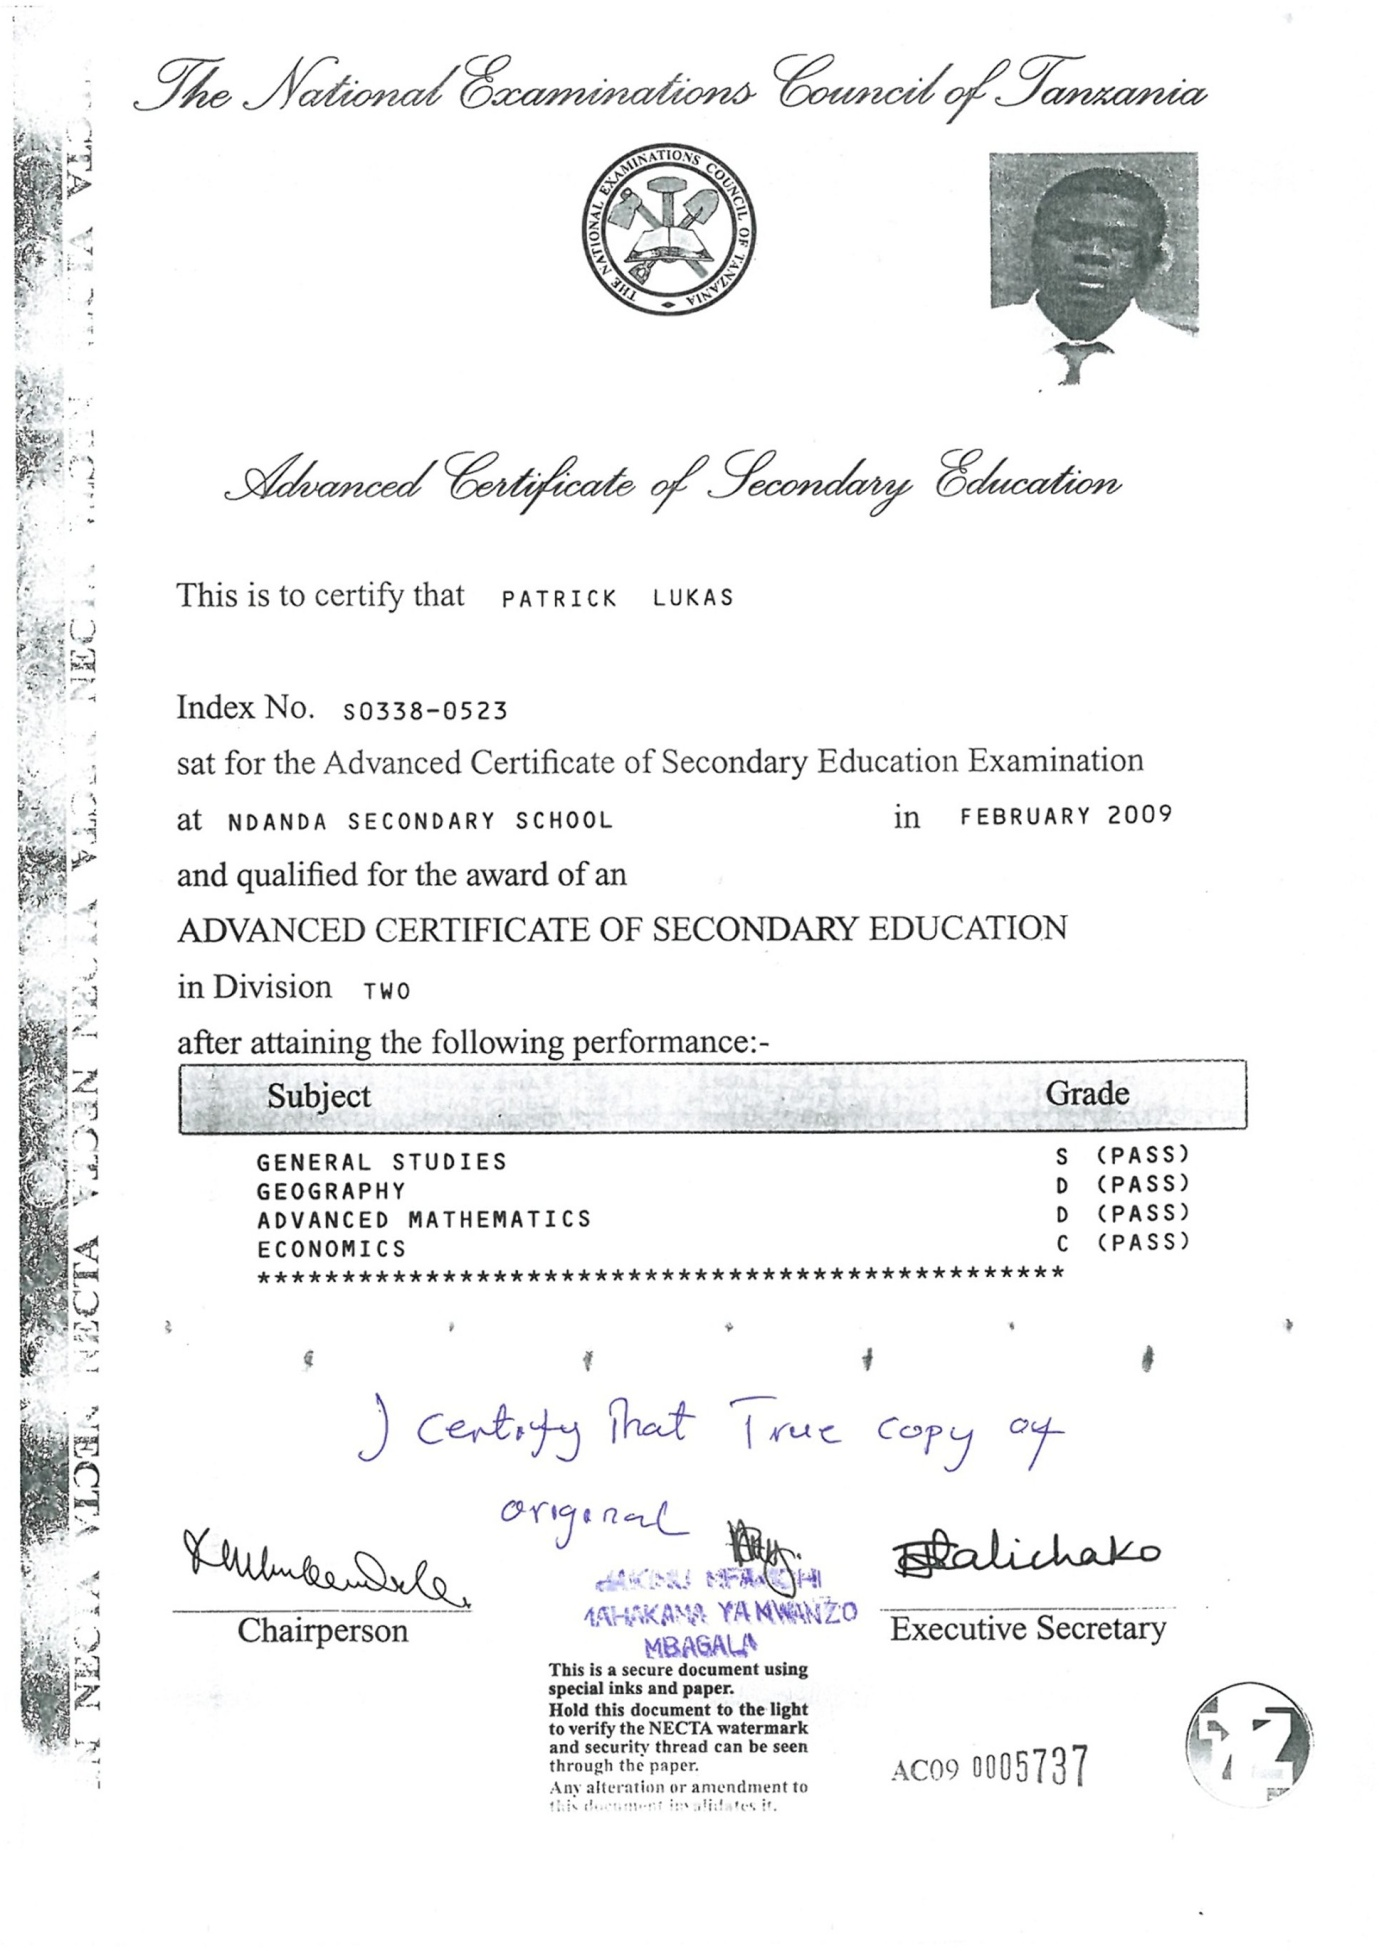 The National Examinations Council of Tanzania
THE NATIONAL EXAMINATIONS COUNCIL OF TANZANIA
Advanced Certificate of Secondary Education
This is to certify that PATRICK LUKAS
Index No. S0338-0523
sat for the Advanced Certificate of Secondary Education Examination
at NDANDA SECONDARY SCHOOL in FEBRUARY 2009
and qualified for the award of an
ADVANCED CERTIFICATE OF SECONDARY EDUCATION
in Division TWO
after attaining the following performance:-
Subject Grade
GENERAL STUDIES S (PASS)
GEOGRAPHY D (PASS)
ADVANCED MATHEMATICS D (PASS)
ECONOMICS C (PASS)
************************************************
I certify That True copy of
original
Chairperson
MAHAKAMA YA MWANZO
MBAGALA
Executive Secretary
This is a secure document using
special inks and paper.
Hold this document to the light
to verify the NECTA watermark
and security thread can be seen
through the paper.
Any alteration or amendment to
this document invalidates it.
AC09 0005737
NECTA NECTA NECTA NECTA NECTA